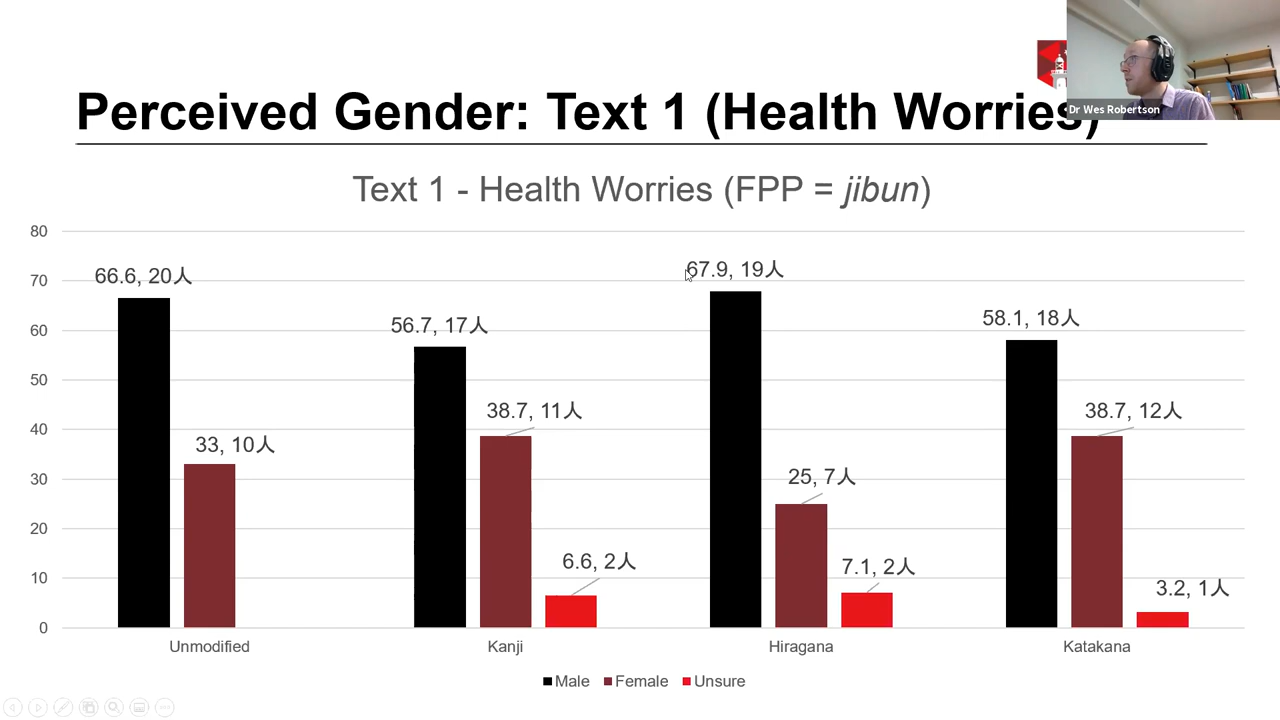 Perceived Gender: Text 1 (Health Worries)
Dr Wes Robertson
Text 1 - Health Worries (FPP = jibun)
80
70
60
50
40
30
20
10
0
66.6, 20人
33, 10人
56.7, 17人
38.7, 11人
6.6, 2人
67.9, 19人
25, 7人
7.1, 2人
58.1, 18人
38.7, 12人
3.2, 1人
Unmodified
Kanji
Hiragana
Katakana
Male
Female
Unsure